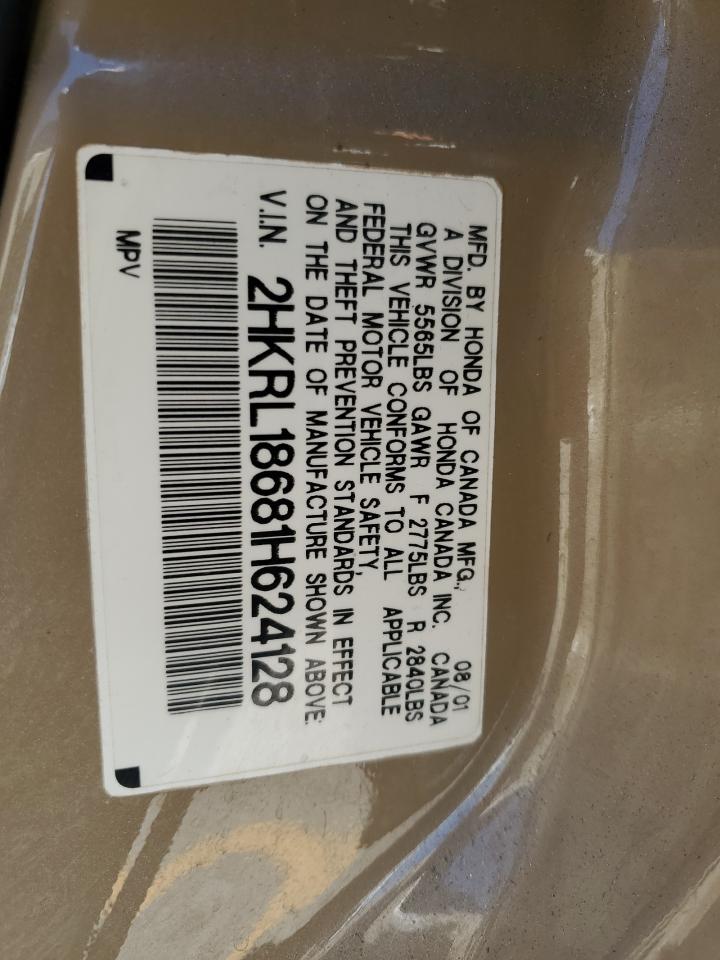 MFD. BY HONDA OF CANADA MFG., 08/01
A DIVISION OF HONDA CANADA INC. CANADA
GVWR 5565LBS GAWR F 2775LBS R 2840LBS
THIS VEHICLE CONFORMS TO ALL APPLICABLE
FEDERAL MOTOR VEHICLE SAFETY,
AND THEFT PREVENTION STANDARDS IN EFFECT
ON THE DATE OF MANUFACTURE SHOWN ABOVE.
V.I.N. 2HKRL18681H624128
MPV